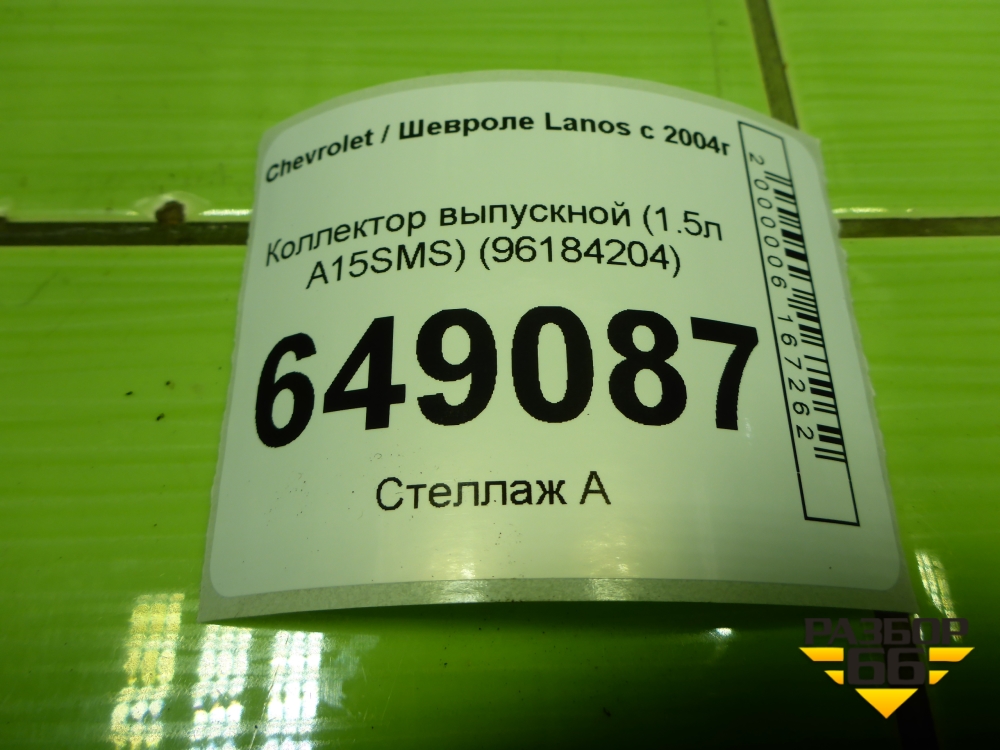 Chevrolet / Шевроле Lanos с 2004г
Коллектор выпускной (1.5л
A15SMS) (96184204)
649087
Стеллаж А
2000006167262
РАЗБОР
66